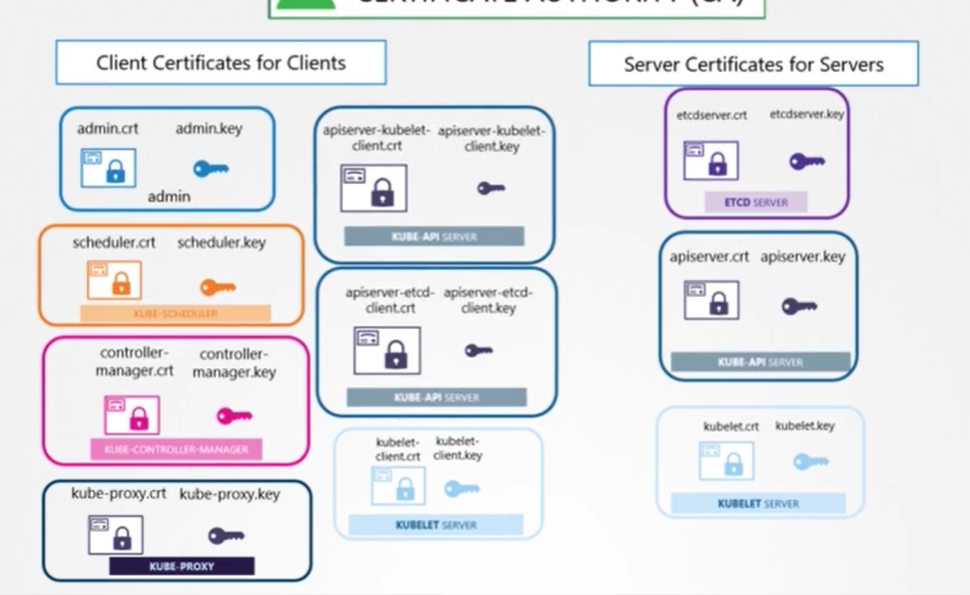 CERTIFICATE AUTHORITY (CA)
Client Certificates for Clients
Server Certificates for Servers
admin.crt admin.key
admin
scheduler.crt scheduler.key
KUBE-SCHEDULER
controller-
manager.crt
controller-
manager.key
KUBE-CONTROLLER-MANAGER
kube-proxy.crt kube-proxy.key
KUBE-PROXY
apiserver-kubelet-
client.crt
apiserver-kubelet-
client.key
KUBE-API SERVER
apiserver-etcd-
client.crt
apiserver-etcd-
client.key
KUBE-API SERVER
kubelet-
client.crt
kubelet-
client.key
KUBELET SERVER
etcdserver.crt etcdserver.key
ETCD SERVER
apiserver.crt apiserver.key
KUBE-API SERVER
kubelet.crt kubelet.key
KUBELET SERVER